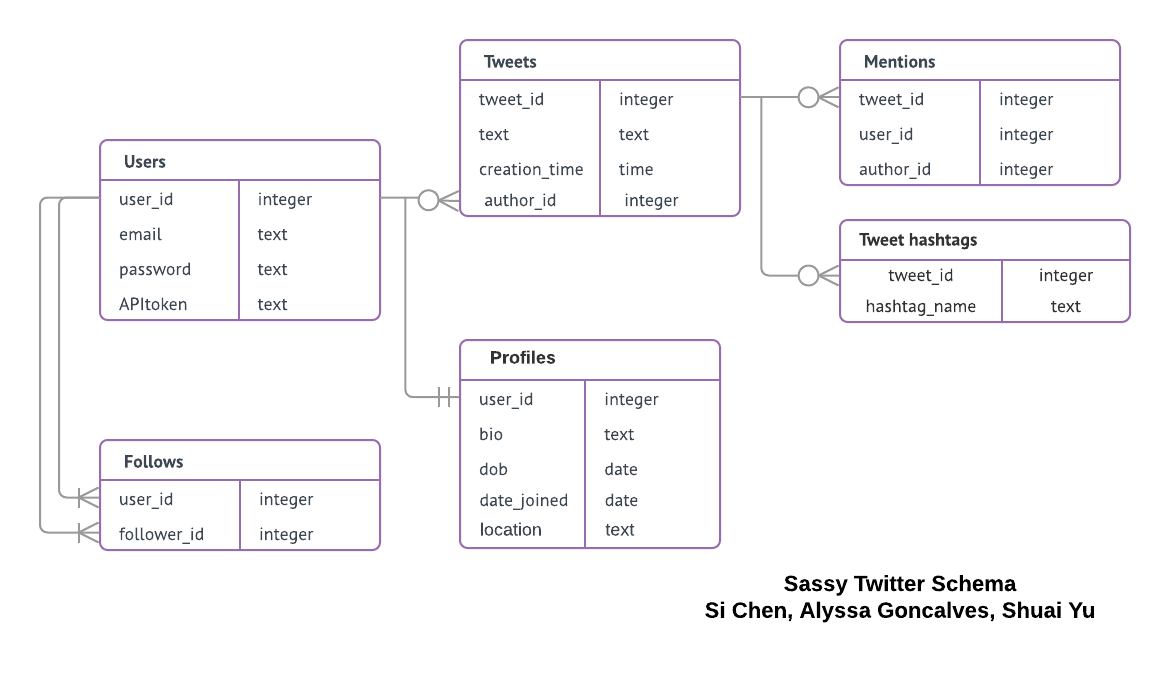 Tweets
tweet_id integer
text text
creation_time time
author_id integer
Mentions
tweet_id integer
user_id integer
author_id integer
Users
user_id integer
email text
password text
APItoken text
Tweet hashtags
tweet_id integer
hashtag_name text
Profiles
user_id integer
bio text
dob date
date_joined date
location text
Follows
user_id integer
follower_id integer
Sassy Twitter Schema
Si Chen, Alyssa Goncalves, Shuai Yu